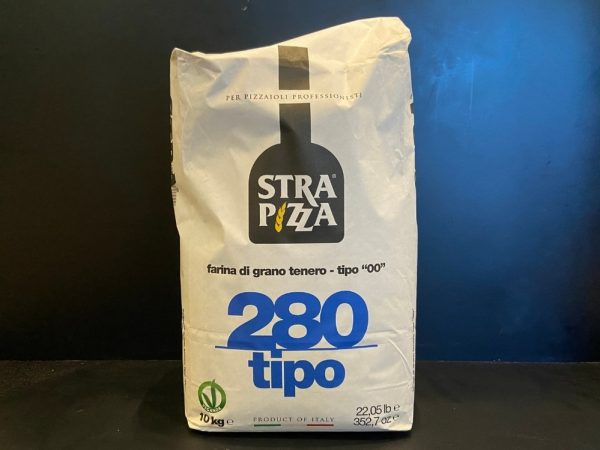 PER PIZZAIOLI PROFESSIONISTI
STRA®
PIZZA
farina di grano tenero - tipo "00"
280
tipo
10 kg e
PRODUCT OF ITALY
22,05 lb e
352,7 oz e